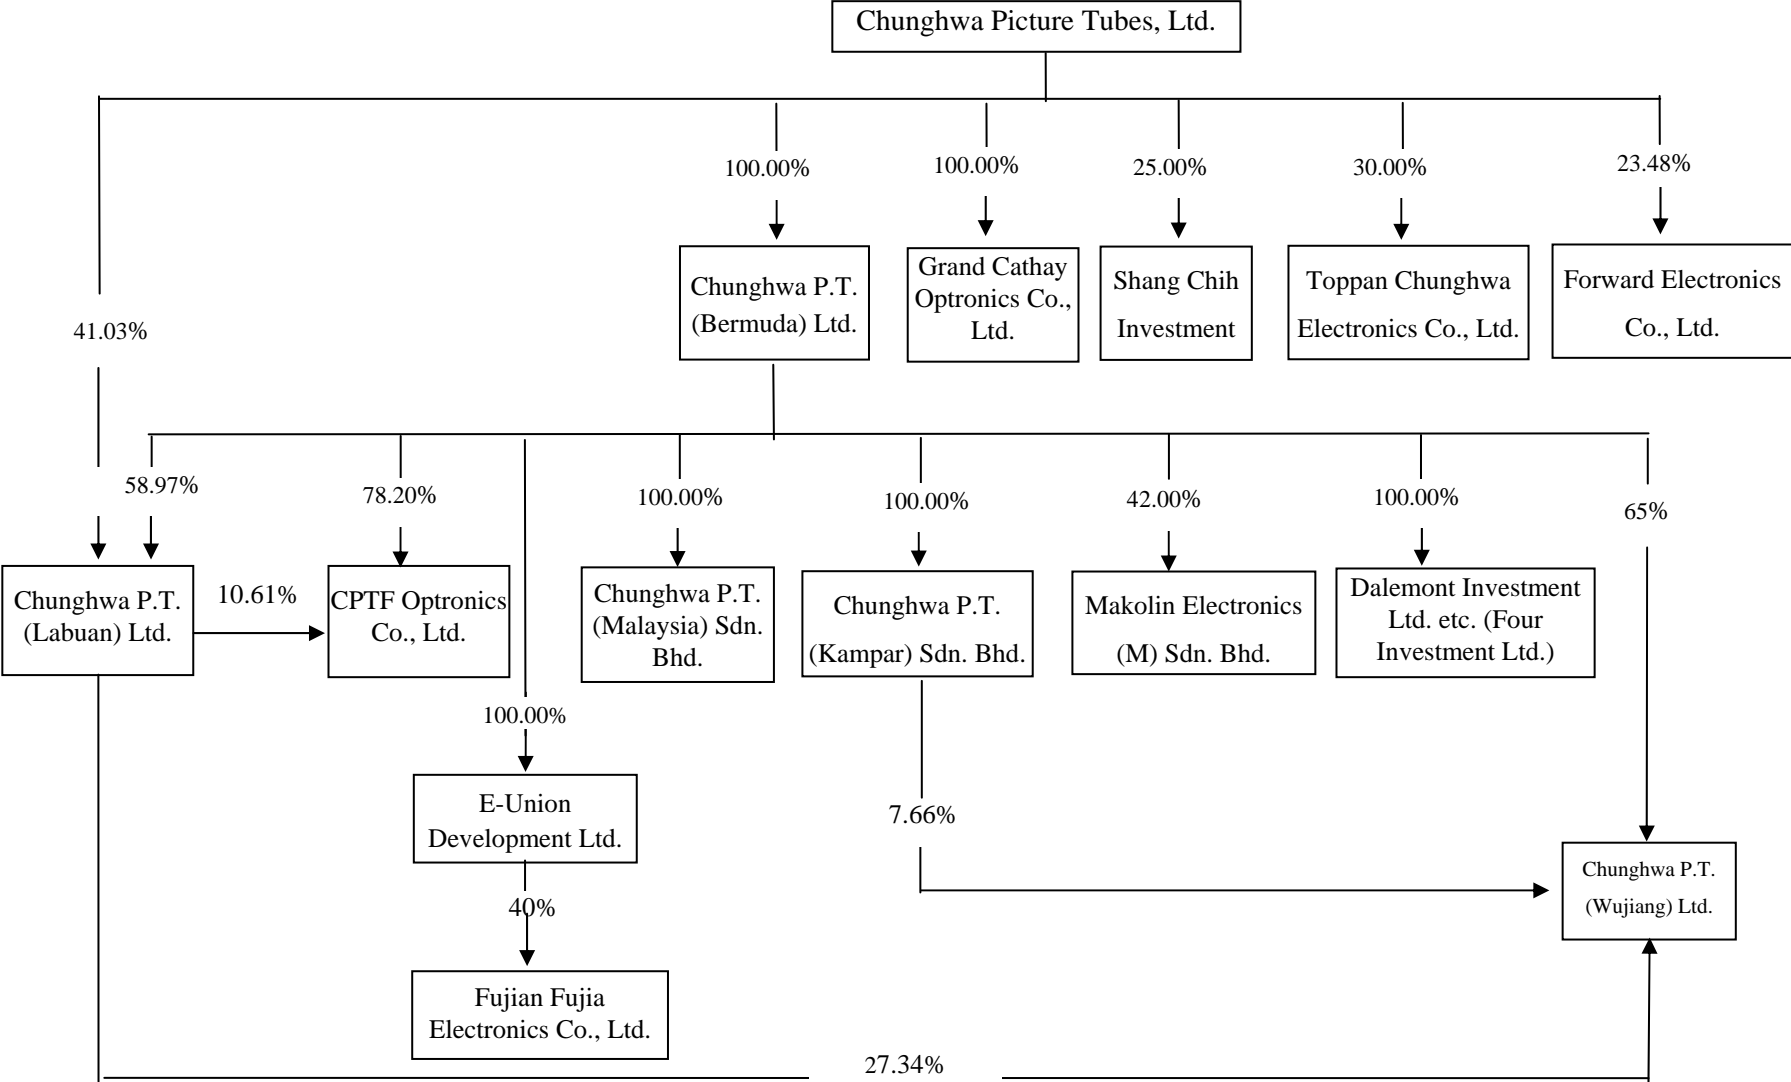 Chunghwa Picture Tubes, Ltd.
100.00%
100.00%
25.00%
30.00%
23.48%
41.03%
Chunghwa P.T.
(Bermuda) Ltd.
Grand Cathay
Optronics Co.,
Ltd.
Shang Chih
Investment
Toppan Chunghwa
Electronics Co., Ltd.
Forward Electronics
Co., Ltd.
58.97%
78.20%
100.00%
100.00%
42.00%
100.00%
65%
Chunghwa P.T.
(Labuan) Ltd.
10.61%
CPTF Optronics
Co., Ltd.
Chunghwa P.T.
(Malaysia) Sdn.
Bhd.
Chunghwa P.T.
(Kampar) Sdn. Bhd.
Makolin Electronics
(M) Sdn. Bhd.
Dalemont Investment
Ltd. etc. (Four
Investment Ltd.)
100.00%
E-Union
Development Ltd.
7.66%
Chunghwa P.T.
(Wujiang) Ltd.
40%
Fujian Fujia
Electronics Co., Ltd.
27.34%